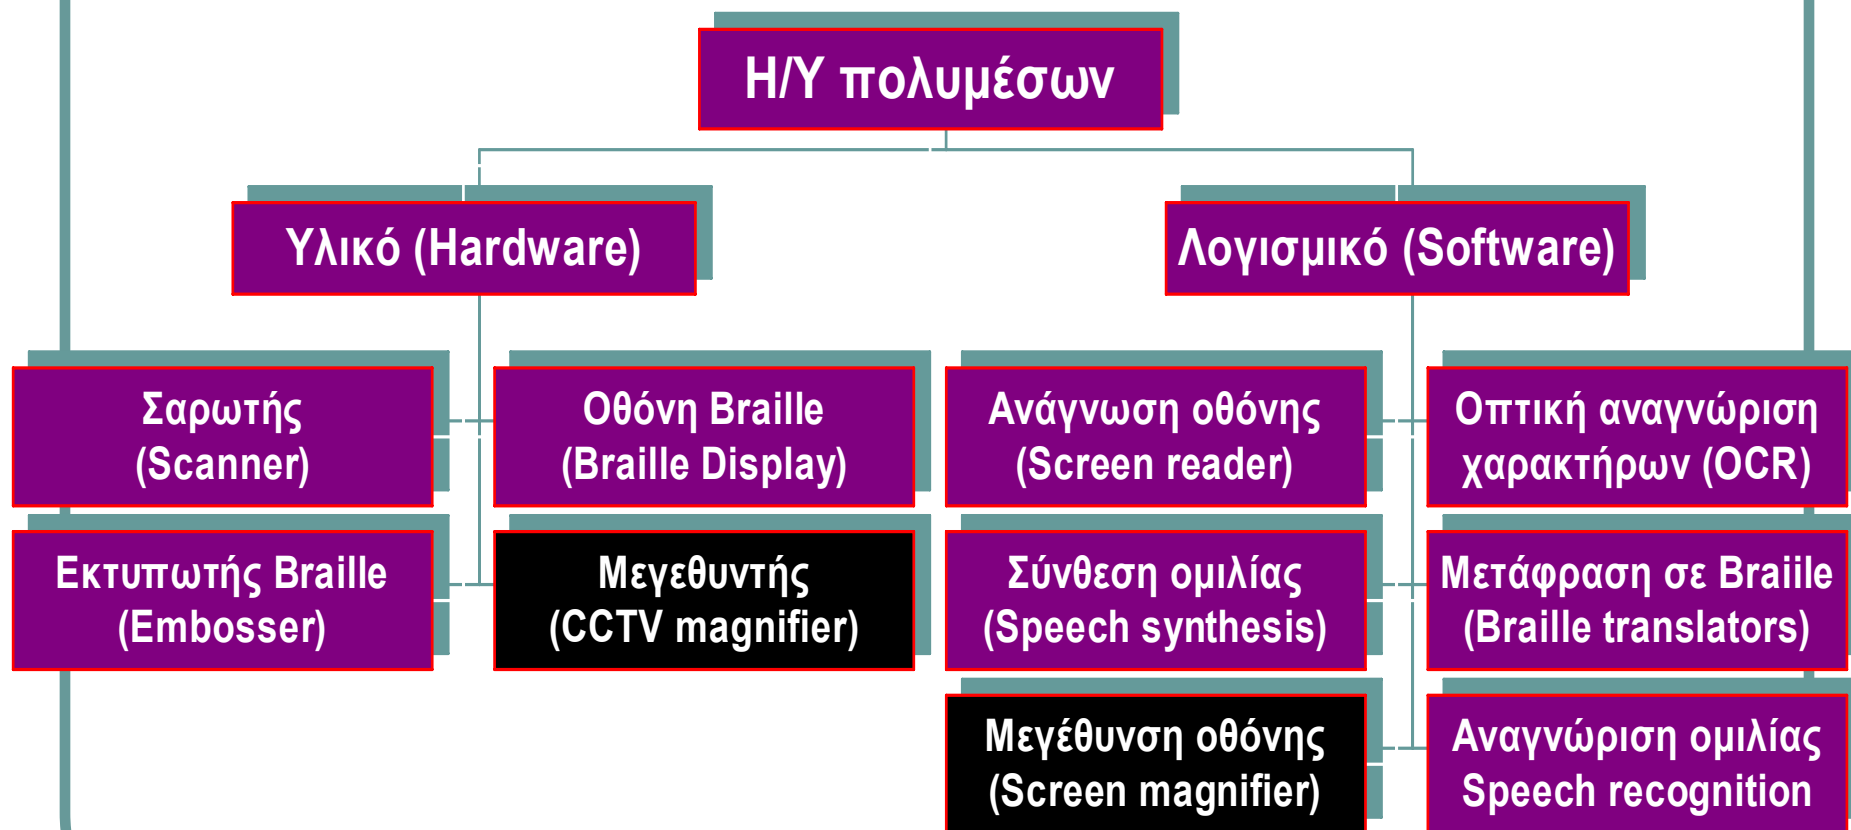 Η/Υ πολυμέσων
Υλικό (Hardware)
Λογισμικό (Software)
Σαρωτής
(Scanner)
Οθόνη Braille
(Braille Display)
Ανάγνωση οθόνης
(Screen reader)
Οπτική αναγνώριση
χαρακτήρων (OCR)
Εκτυπωτής Braille
(Embosser)
Μεγεθυντής
(CCTV magnifier)
Σύνθεση ομιλίας
(Speech synthesis)
Μετάφραση σε Braiile
(Braille translators)
Μεγέθυνση οθόνης
(Screen magnifier)
Αναγνώριση ομιλίας
Speech recognition